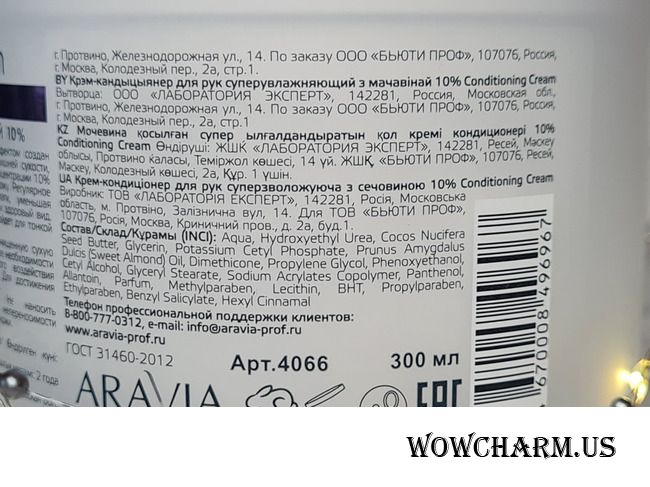 г. Протвино, Железнодорожная ул., 14. По заказу ООО «БЬЮТИ ПРОФ», 107076, Россия,
г. Москва, Колодезный пер., 2а, стр.1.
BY Крэм-кандыцыянер для рук суперувлажняющий з мачавiнай 10% Conditioning Cream
Вытворца: ООО «ЛАБОРАТОРИЯ ЭКСПЕРТ», 142281, Россия, Московская обл.,
г. Протвино, Железнодорожная ул., 14. По заказу ООО «БЬЮТИ ПРОФ», 107076, Россия,
г. Москва, Колодезный пер., 2а, стр.1
KZ Мочевина қосылған супер ылғалдандыратын қол кремі кондиционері 10%
Conditioning Cream Өндіруші: ЖШК «ЛАБОРАТОРИЯ ЭКСПЕРТ», 142281, Ресей, Маскеу
облысы, Протвино қаласы, Теміржол көшесі, 14 үй. ЖШҚ «БЬЮТИ ПРОФ», 107076, Ресей,
Маскеу, Колодезный көшесі, 2а, Құр. 1 үшін.
UA Крем-кондиціонер для рук суперзволожуюча з сечовиною 10% Conditioning Cream
Виробник: ТОВ «ЛАБОРАТОРІЯ ЕКСПЕРТ», 142281, Росія, Московська
область, м. Протвіно, Залізнична вул., 14. Для ТОВ «БЬЮТИ ПРОФ»,
107076, Росія, Москва, Криничний пров., д. 2а, буд.1.
Состав/Склад/Құрамы (INCI): Aqua, Hydroxyethyl Urea, Cocos Nucifera
Seed Butter, Glycerin, Potassium Cetyl Phosphate, Prunus Amygdalus
Dulcis (Sweet Almond) Oil, Dimethicone, Propylene Glycol, Phenoxyethanol,
Cetyl Alcohol, Glyceryl Stearate, Sodium Acrylates Copolymer, Panthenol,
Allantoin, Parfum, Methylparaben, Lecithin, BHT, Propylparaben,
Ethylparaben, Benzyl Salicylate, Hexyl Cinnamal
Телефон профессиональной поддержки клиентов:
8-800-777-0312, e-mail: info@aravia-prof.ru
www.aravia-prof.ru
ГОСТ 31460-2012
Арт.4066
300 мл
ARAVIA
EAC
670008 496967
WOWCHARM.US